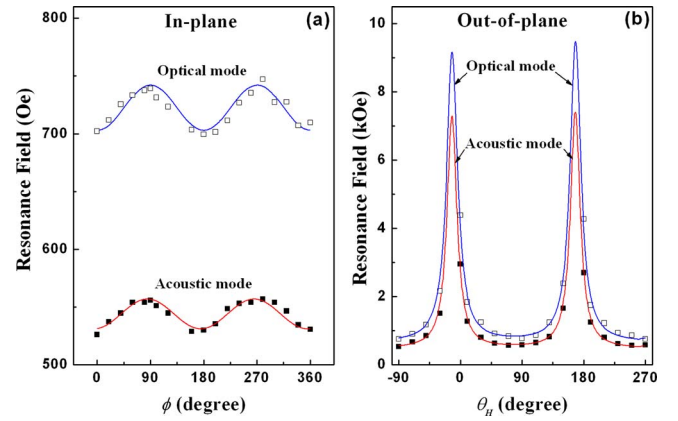 In-plane (a)
800
700
600
500
Resonance Field (Oe)
Optical mode
Acoustic mode
0 90 180 270 360
ϕ (degree)
Out-of-plane (b)
10
8
6
4
2
0
Resonance Field (kOe)
Optical mode
Acoustic mode
-90 0 90 180 270
θH (degree)